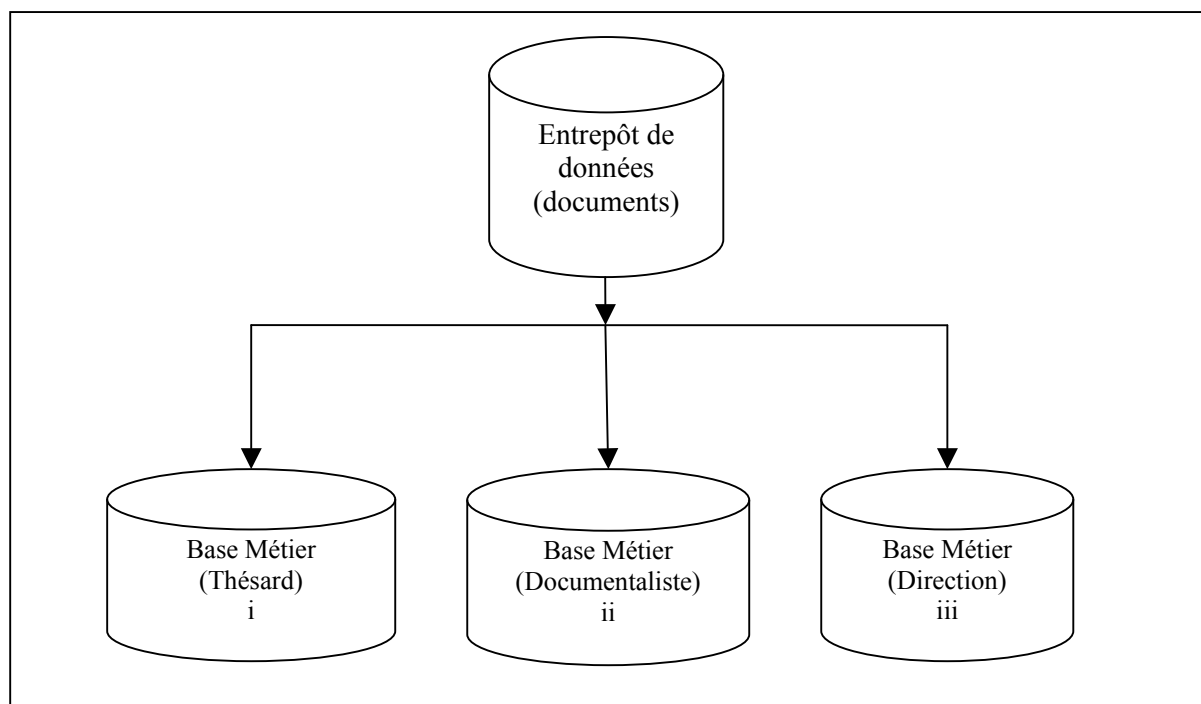 Entrepôt de
données
(documents)
Base Métier
(Thésard)
i
Base Métier
(Documentaliste)
ii
Base Métier
(Direction)
iii